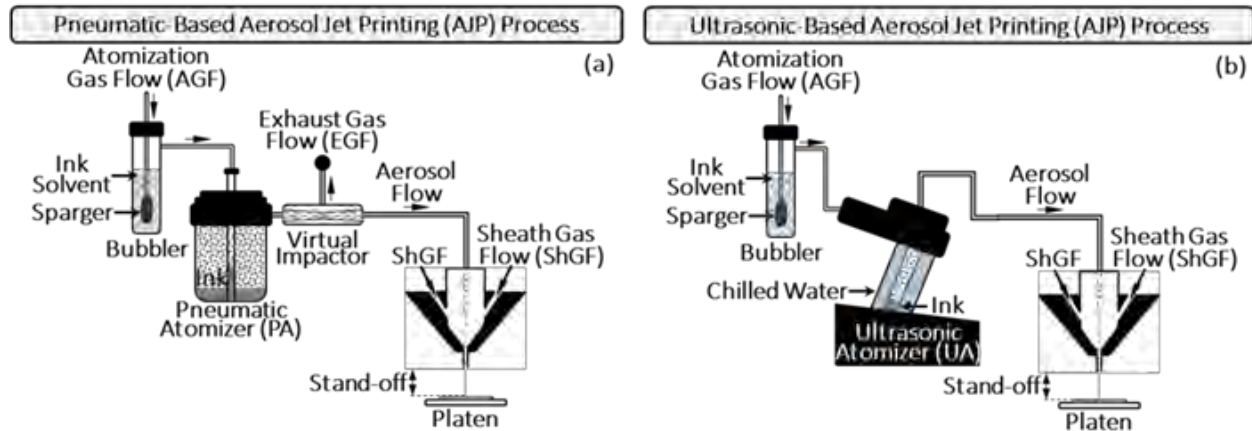 Pneumatic-Based Aerosol Jet Printing (AJP) Process
(a)
Atomization
Gas Flow (AGF)
Exhaust Gas
Flow (EGF)
Aerosol
Flow
Ink
Solvent
Sparger
Bubbler
Virtual
Impactor
Ink
Pneumatic
Atomizer (PA)
ShGF
Sheath Gas
Flow (ShGF)
Stand-off
Platen
Ultrasonic-Based Aerosol Jet Printing (AJP) Process
(b)
Atomization
Gas Flow (AGF)
Ink
Solvent
Sparger
Bubbler
Aerosol
Flow
Chilled Water
Ink
Ultrasonic
Atomizer (UA)
ShGF
Sheath Gas
Flow (ShGF)
Stand-off
Platen